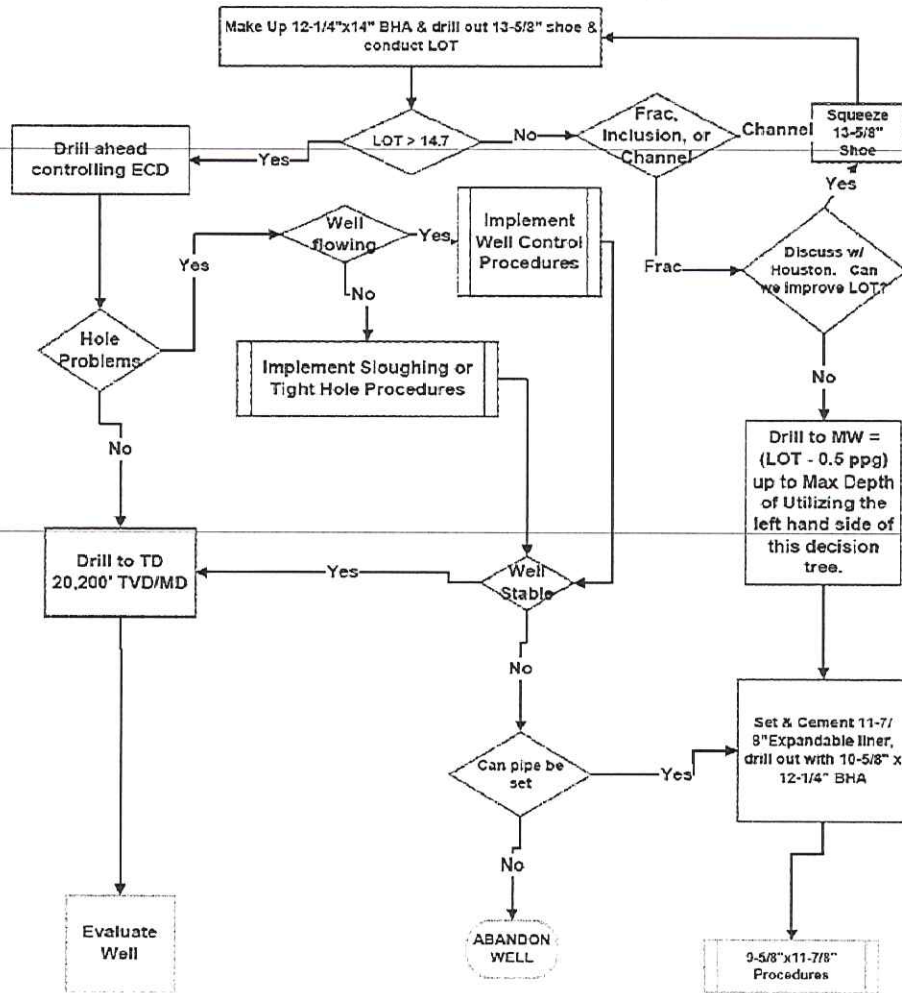 Make Up 12-1/4"x14" BHA & drill out 13-5/8" shoe &
conduct LOT
LOT > 14.7
No
Frac,
Inclusion, or
Channel
Channel
Squeeze
13-5/8"
Shoe
Drill ahead
controlling ECD
Yes
Yes
Well
flowing
Yes
Implement
Well Control
Procedures
Frac
Discuss w/
Houston. Can
we improve LOT?
Yes
No
Hole
Problems
Implement Sloughing or
Tight Hole Procedures
No
No
Drill to MW =
(LOT - 0.5 ppg)
up to Max Depth
of Utilizing the
left hand side of
this decision
tree.
Drill to TD
20,200' TVD/MD
Yes
Well
Stable
No
Set & Cement 11-7/
8"Expandable liner,
drill out with 10-5/8" x
12-1/4" BHA
Can pipe be
set
Yes
No
Evaluate
Well
ABANDON
WELL
9-5/8"x11-7/8"
Procedures